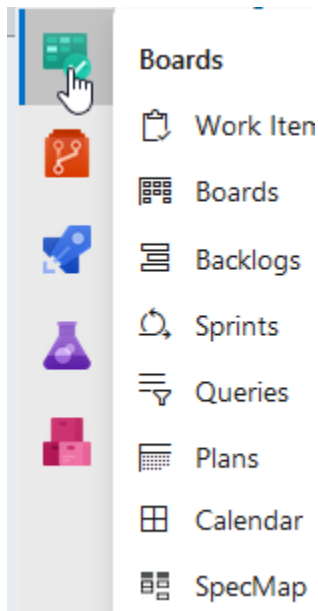 Boards
Work Item
Boards
Backlogs
Sprints
Queries
Plans
Calendar
SpecMap